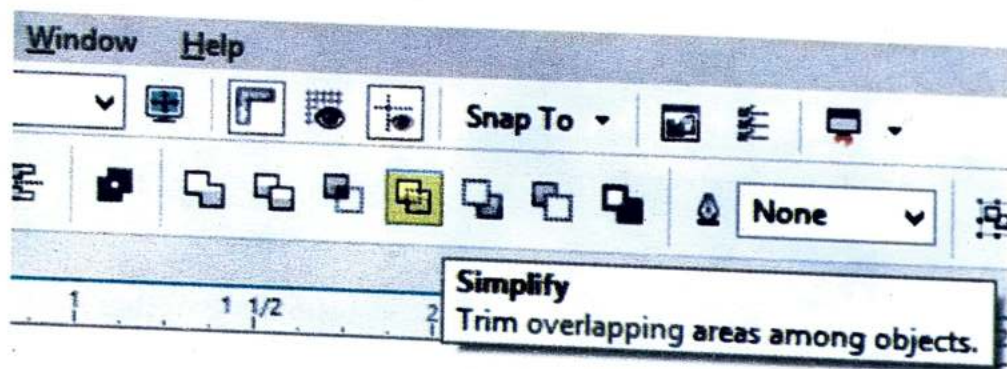 Window Help
Snap To
None
1 1 1/2 2
Simplify
Trim overlapping areas among objects.